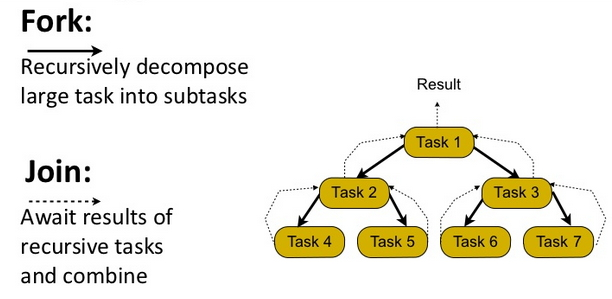 Fork:
Recursively decompose
large task into subtasks
Join:
Await results of
recursive tasks
and combine
Result
Task 1
Task 2
Task 3
Task 4
Task 5
Task 6
Task 7